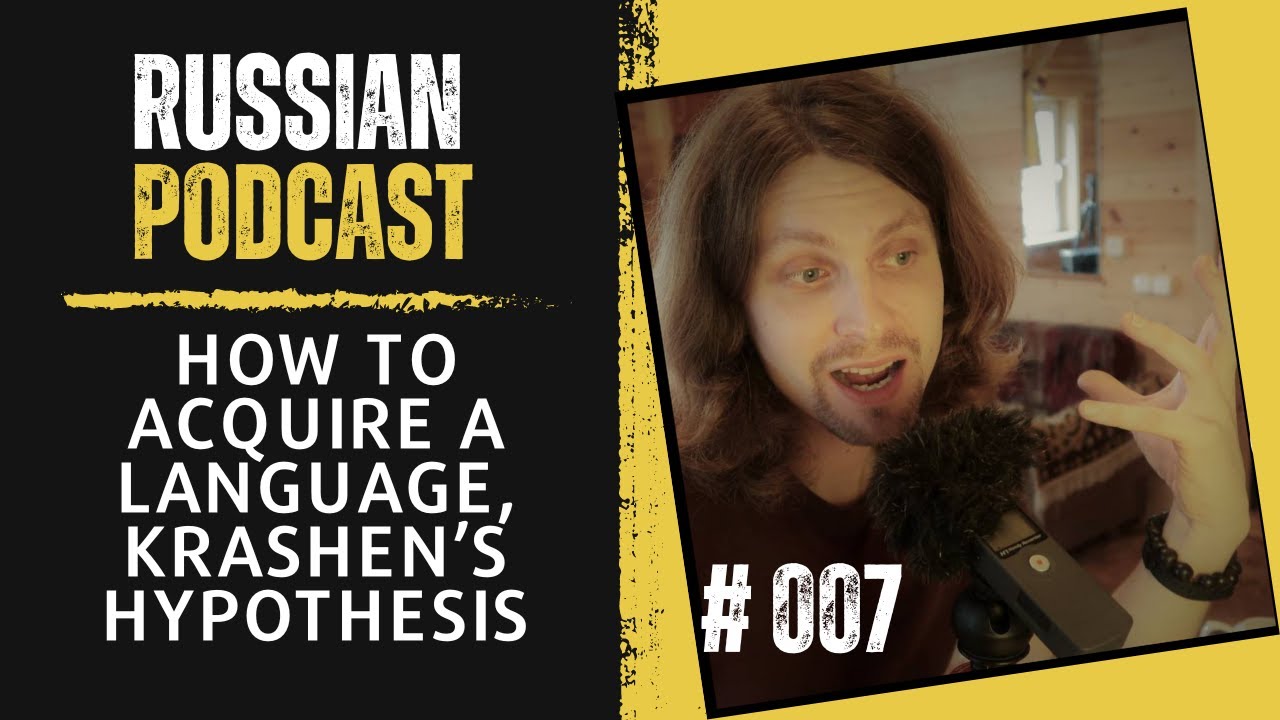 RUSSIAN
PODCAST
HOW TO
ACQUIRE A
LANGUAGE,
KRASHEN'S
HYPOTHESIS
# 007